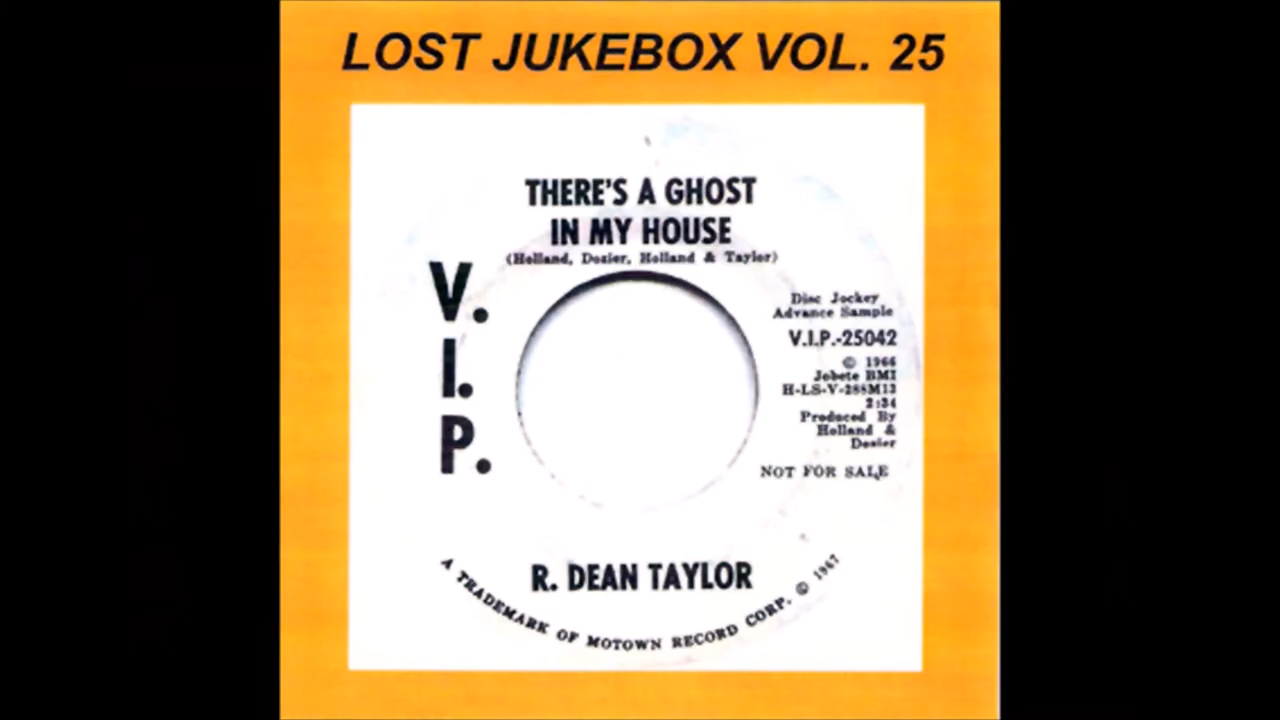 LOST JUKEBOX VOL. 25
THERE'S A GHOST
IN MY HOUSE
(Holland, Dozier, Holland & Taylor)
V.
I.
P.
Disc Jockey
Advance Sample
V.I.P.-25042
© 1966
Jobete BMI
H-LS-V-288M13
2:34
Produced By
Holland &
Dozier
NOT FOR SALE
R. DEAN TAYLOR
A TRADEMARK OF MOTOWN RECORD CORP. © 1967